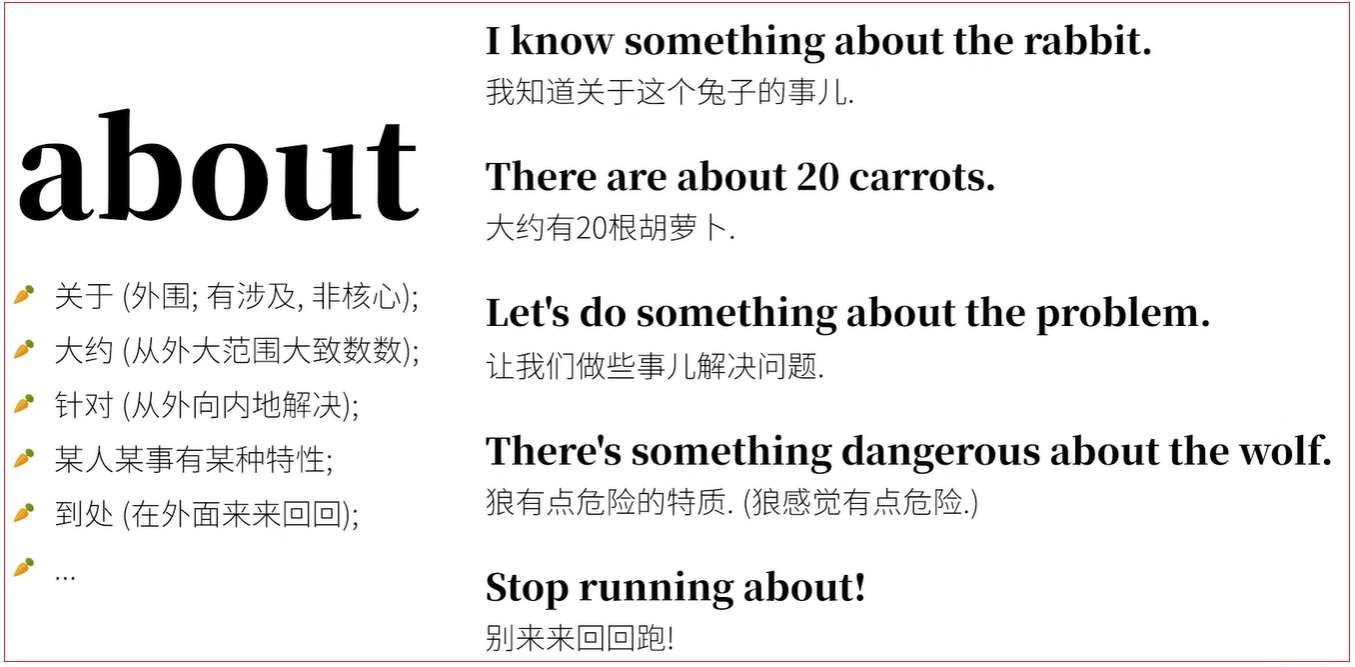 about
关于 (外围; 有涉及, 非核心);
大约 (从外大范围大致数数);
针对 (从外向内地解决);
某人某事有某种特性;
到处 (在外面来来回回);
...
I know something about the rabbit.
我知道关于这个兔子的事儿.
There are about 20 carrots.
大约有20根胡萝卜.
Let's do something about the problem.
让我们做些事儿解决问题.
There's something dangerous about the wolf.
狼有点危险的特质. (狼感觉有点危险.)
Stop running about!
别来来回回跑!